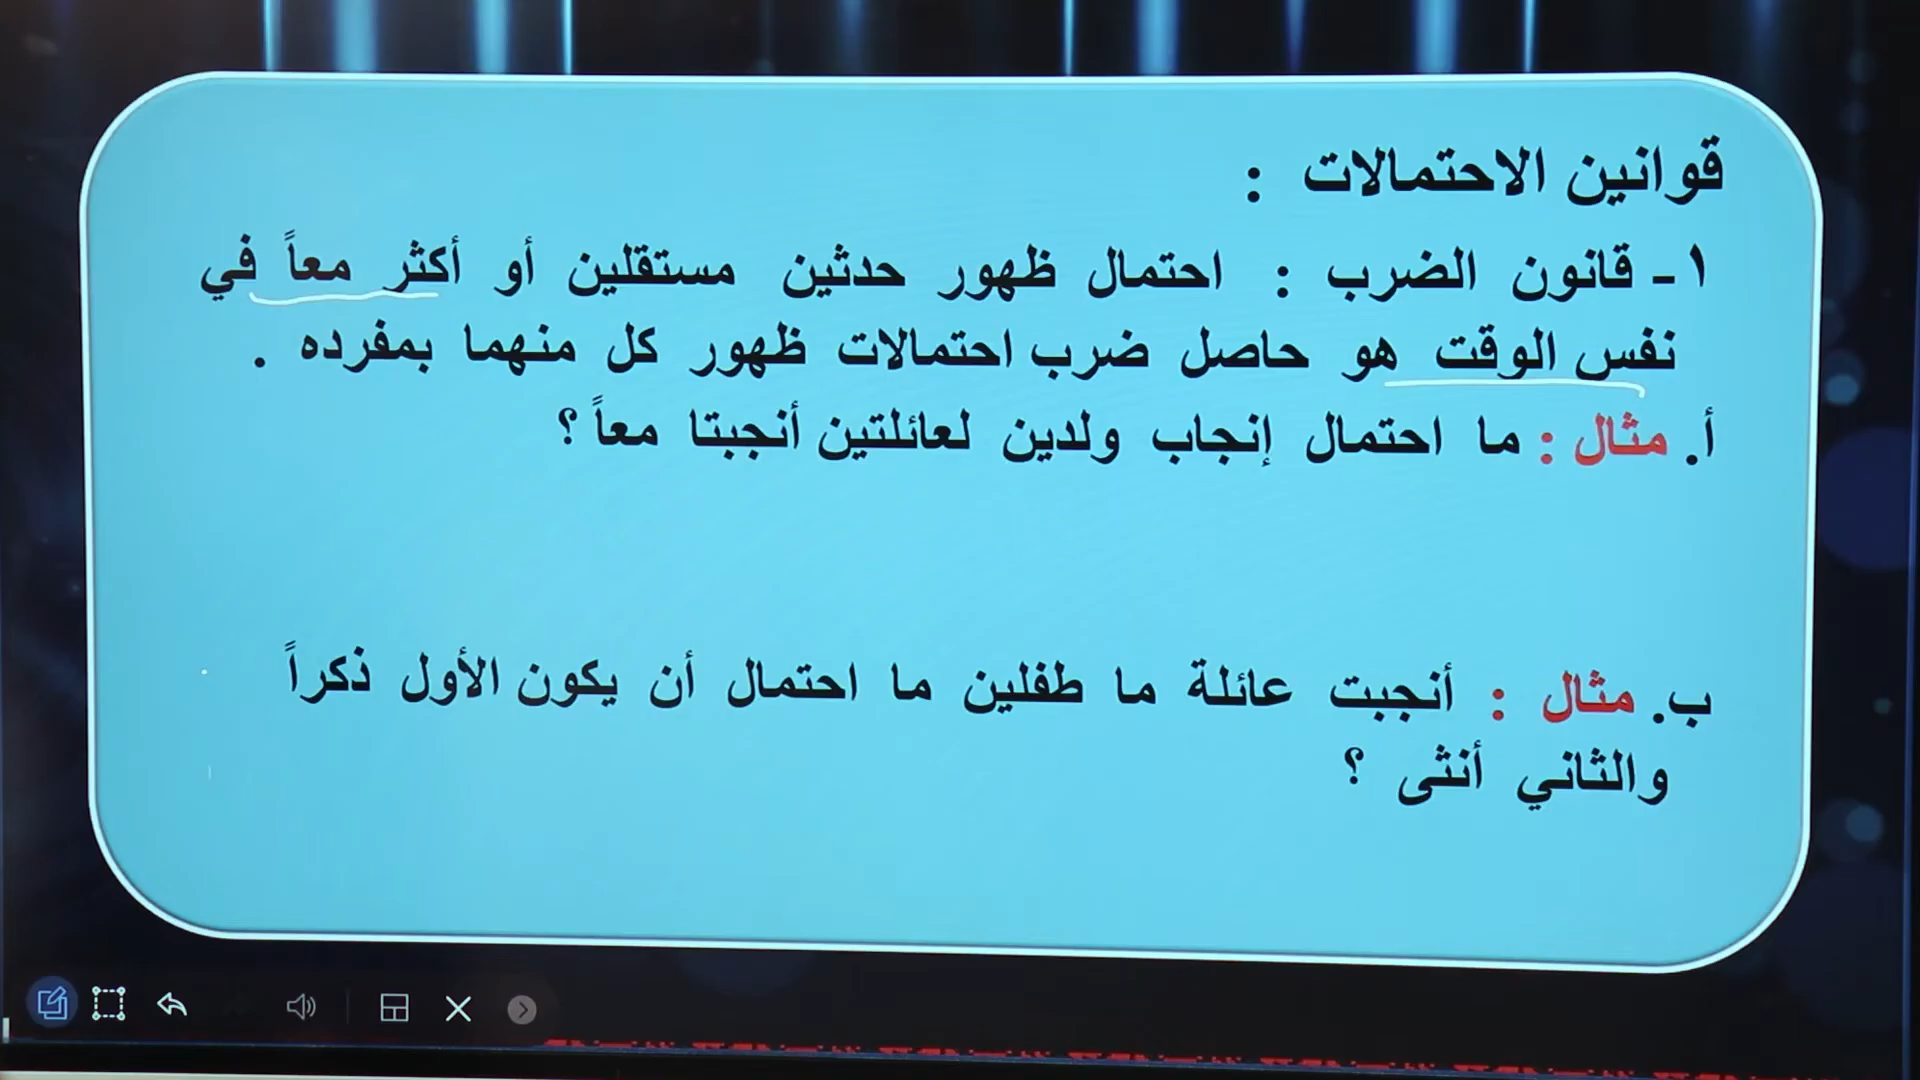 قوانين الاحتمالات :
١- قانون الضرب : احتمال ظهور حدثين مستقلين أو أكثر معاً في
نفس الوقت هو حاصل ضرب احتمالات ظهور كل منهما بمفرده .
أ. مثال : ما احتمال إنجاب ولدين لعائلتين أنجبتا معاً ؟
ب. مثال : أنجبت عائلة ما طفلين ما احتمال أن يكون الأول ذكراً
والثاني أنثى ؟